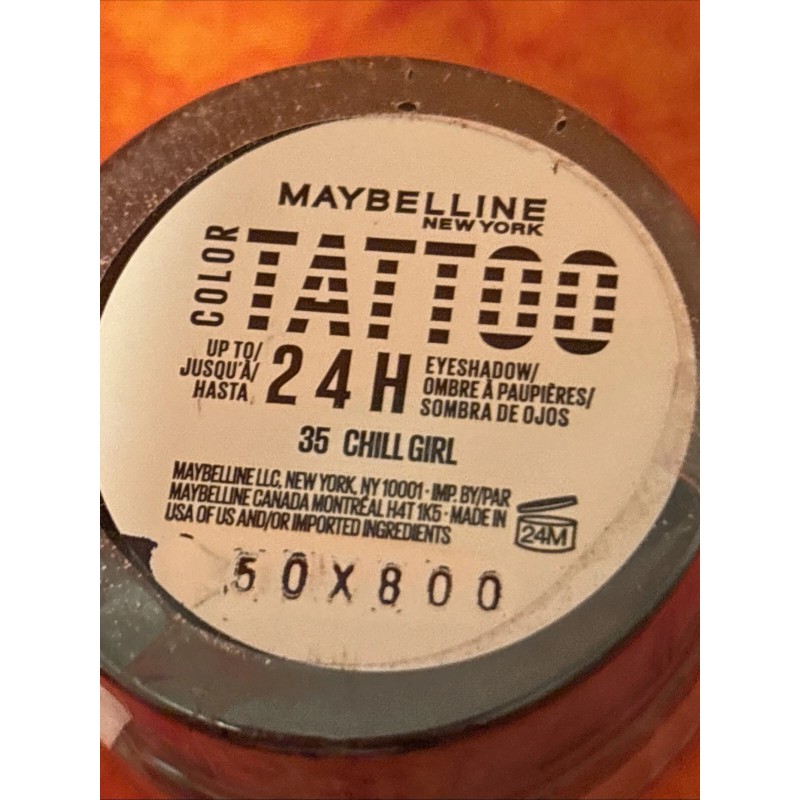 MAYBELLINE
NEW YORK
COLOR TATTOO
UP TO/
JUSQU'À/
HASTA
24H
EYESHADOW/
OMBRE À PAUPIÈRES/
SOMBRA DE OJOS
35 CHILL GIRL
MAYBELLINE LLC, NEW YORK, NY 10001 · IMP. BY/PAR
MAYBELLINE CANADA MONTRÉAL H4T 1K5 · MADE IN
USA OF US AND/OR IMPORTED INGREDIENTS
24M
50X800